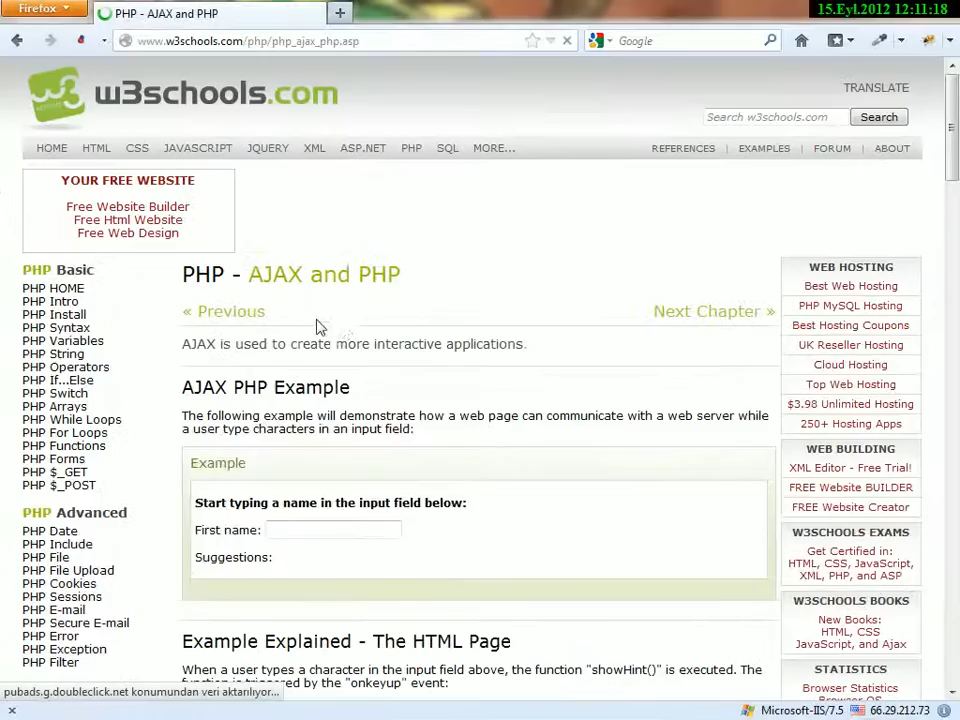 Firefox
PHP - AJAX and PHP
15.Eyl.2012 12:11:18
www.w3schools.com/php/php_ajax_php.asp
Google
w3schools.com
TRANSLATE
Search w3schools.com
Search
HOME HTML CSS JAVASCRIPT JQUERY XML ASP.NET PHP SQL MORE...
REFERENCES EXAMPLES FORUM ABOUT
YOUR FREE WEBSITE
Free Website Builder
Free Html Website
Free Web Design
PHP Basic
PHP HOME
PHP Intro
PHP Install
PHP Syntax
PHP Variables
PHP String
PHP Operators
PHP If...Else
PHP Switch
PHP Arrays
PHP While Loops
PHP For Loops
PHP Functions
PHP Forms
PHP $_GET
PHP $_POST
PHP Advanced
PHP Date
PHP Include
PHP File
PHP File Upload
PHP Cookies
PHP Sessions
PHP E-mail
PHP Secure E-mail
PHP Error
PHP Exception
PHP Filter
PHP - AJAX and PHP
« Previous
Next Chapter »
AJAX is used to create more interactive applications.
AJAX PHP Example
The following example will demonstrate how a web page can communicate with a web server while
a user type characters in an input field:
Example
Start typing a name in the input field below:
First name:
Suggestions:
Example Explained - The HTML Page
When a user types a character in the input field above, the function "showHint()" is executed. The
function is triggered by the "onkeyup" event:
WEB HOSTING
Best Web Hosting
PHP MySQL Hosting
Best Hosting Coupons
UK Reseller Hosting
Cloud Hosting
Top Web Hosting
$3.98 Unlimited Hosting
250+ Hosting Apps
WEB BUILDING
XML Editor - Free Trial!
FREE Website BUILDER
FREE Website Creator
W3SCHOOLS EXAMS
Get Certified in:
HTML, CSS, JavaScript,
XML, PHP, and ASP
W3SCHOOLS BOOKS
New Books:
HTML, CSS
JavaScript, and Ajax
STATISTICS
Browser Statistics
Browser OS
pubads.g.doubleclick.net konumundan veri aktarılıyor...
Microsoft-IIS/7.5
66.29.212.73